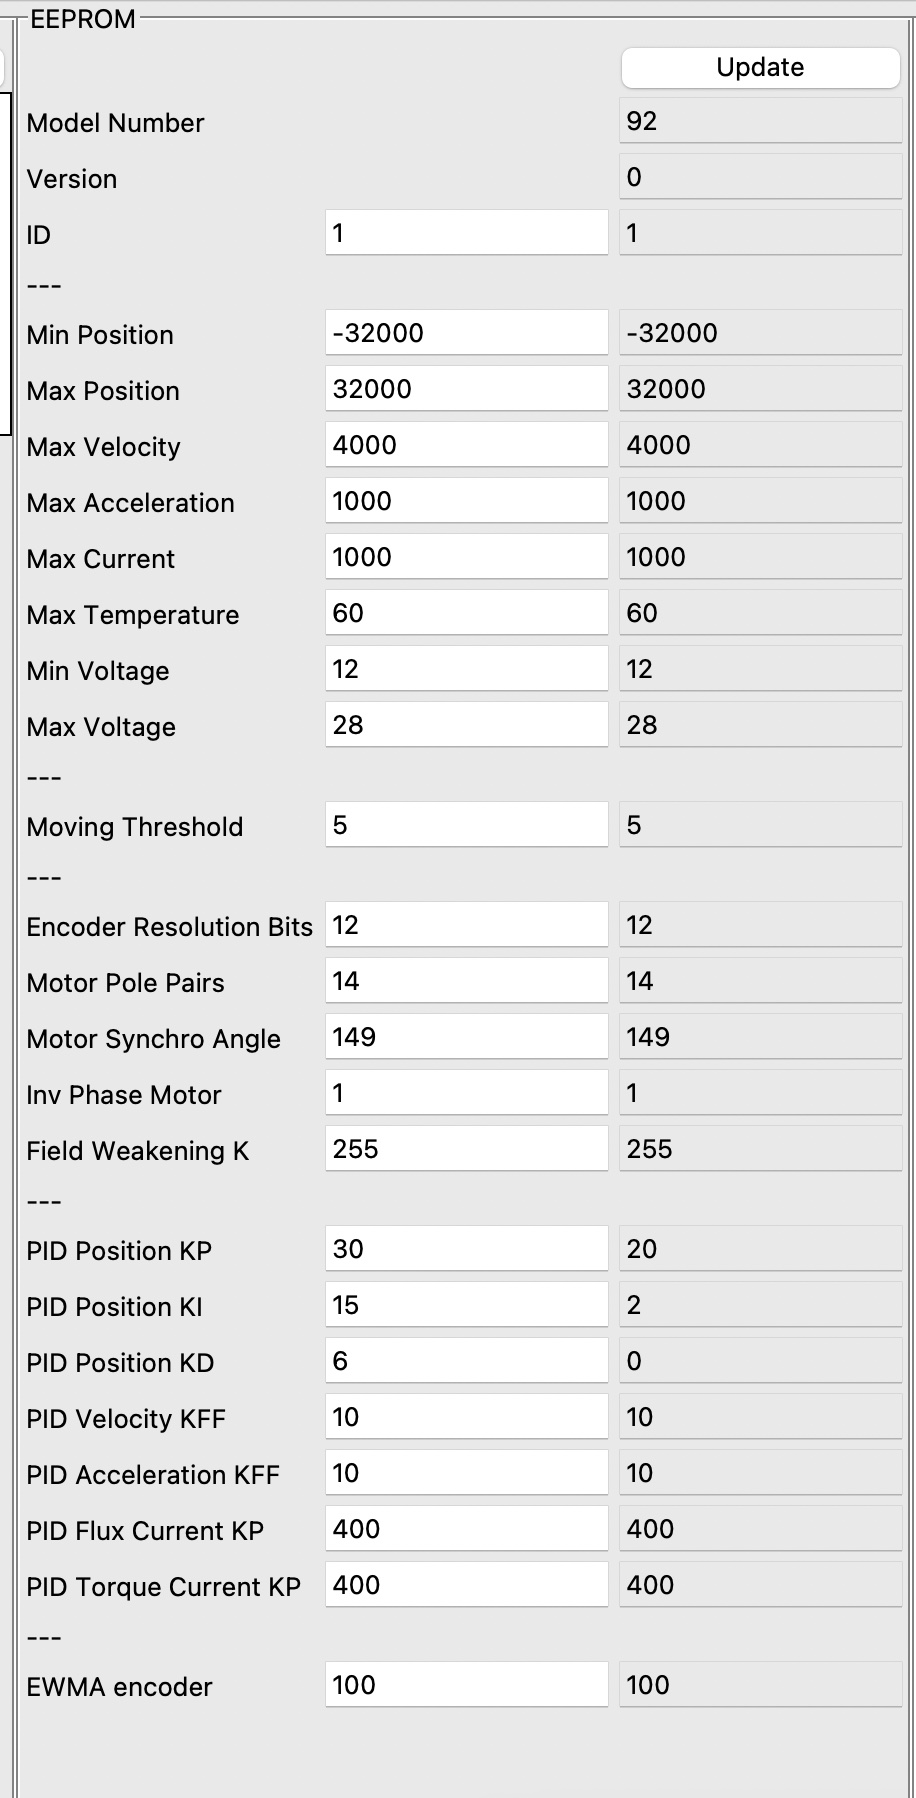 EEPROM
Update
Model Number 92
Version 0
ID 1 1
---
Min Position -32000 -32000
Max Position 32000 32000
Max Velocity 4000 4000
Max Acceleration 1000 1000
Max Current 1000 1000
Max Temperature 60 60
Min Voltage 12 12
Max Voltage 28 28
---
Moving Threshold 5 5
---
Encoder Resolution Bits 12 12
Motor Pole Pairs 14 14
Motor Synchro Angle 149 149
Inv Phase Motor 1 1
Field Weakening K 255 255
---
PID Position KP 30 20
PID Position KI 15 2
PID Position KD 6 0
PID Velocity KFF 10 10
PID Acceleration KFF 10 10
PID Flux Current KP 400 400
PID Torque Current KP 400 400
---
EWMA encoder 100 100